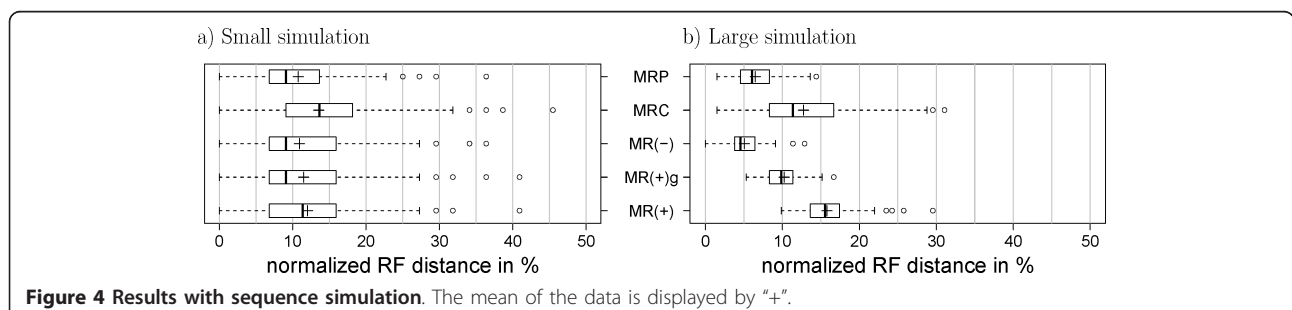 a) Small simulation
b) Large simulation
MRP
MRC
MR(−)
MR(+)g
MR(+)
0 10 20 30 40 50
0 10 20 30 40 50
normalized RF distance in %
normalized RF distance in %
Figure 4 Results with sequence simulation. The mean of the data is displayed by “+”.